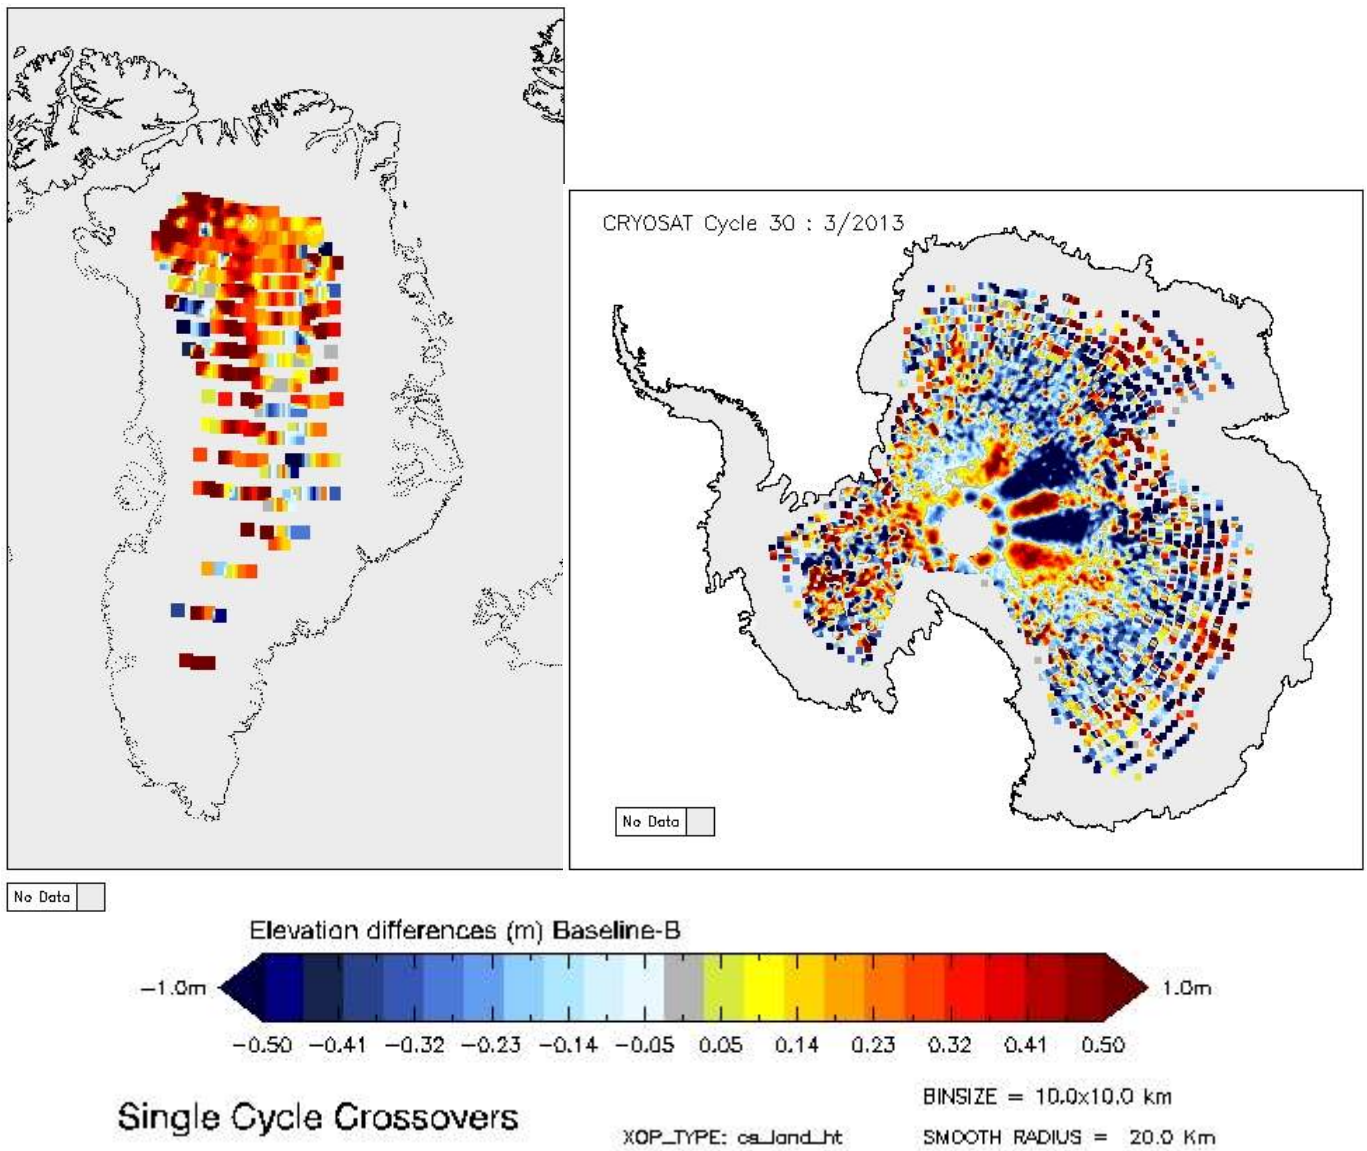 CRYOSAT Cycle 30 : 3/2013
No Data
No Data
Elevation differences (m) Baseline-B
-1.0m
1.0m
-0.50 -0.41 -0.32 -0.23 -0.14 -0.05 0.05 0.14 0.23 0.32 0.41 0.50
Single Cycle Crossovers
BINSIZE = 10.0x10.0 km
XOP_TYPE: cs_land_ht
SMOOTH RADIUS = 20.0 Km